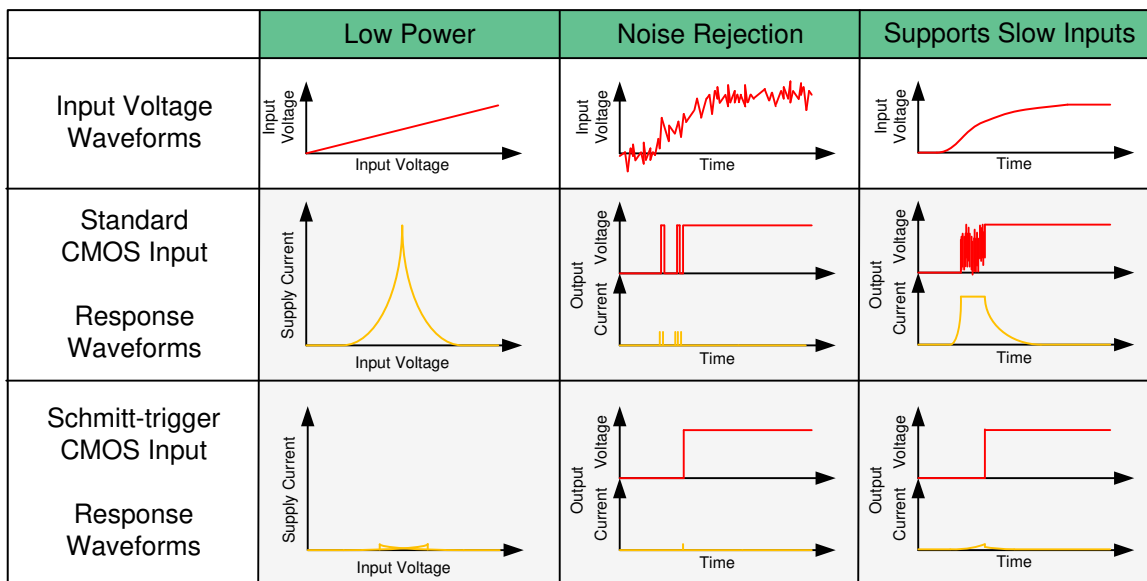 Low Power
Noise Rejection
Supports Slow Inputs
Input Voltage
Waveforms
Input
Voltage
Input Voltage
Input
Voltage
Time
Input
Voltage
Time
Standard
CMOS Input
Response
Waveforms
Supply Current
Input Voltage
Output
Voltage
Current
Time
Output
Voltage
Current
Time
Schmitt-trigger
CMOS Input
Response
Waveforms
Supply Current
Input Voltage
Output
Voltage
Current
Time
Output
Voltage
Current
Time